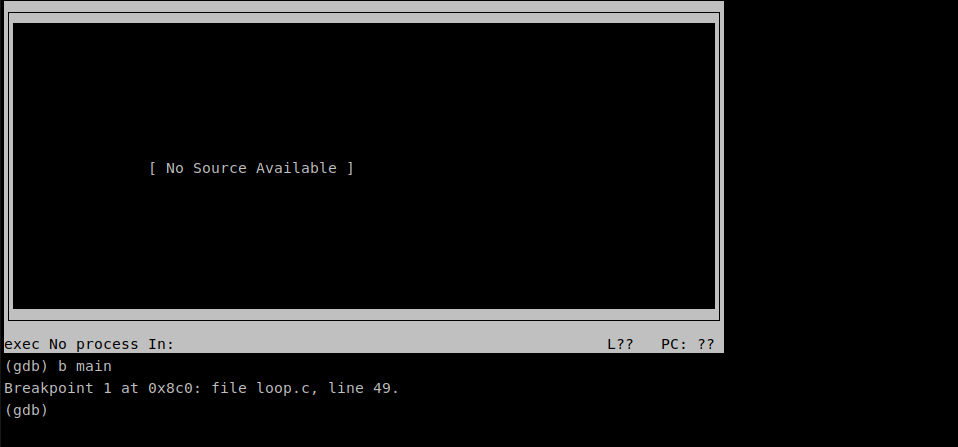 [ No Source Available ]
exec No process In: L?? PC: ??
(gdb) b main
Breakpoint 1 at 0x8c0: file loop.c, line 49.
(gdb)